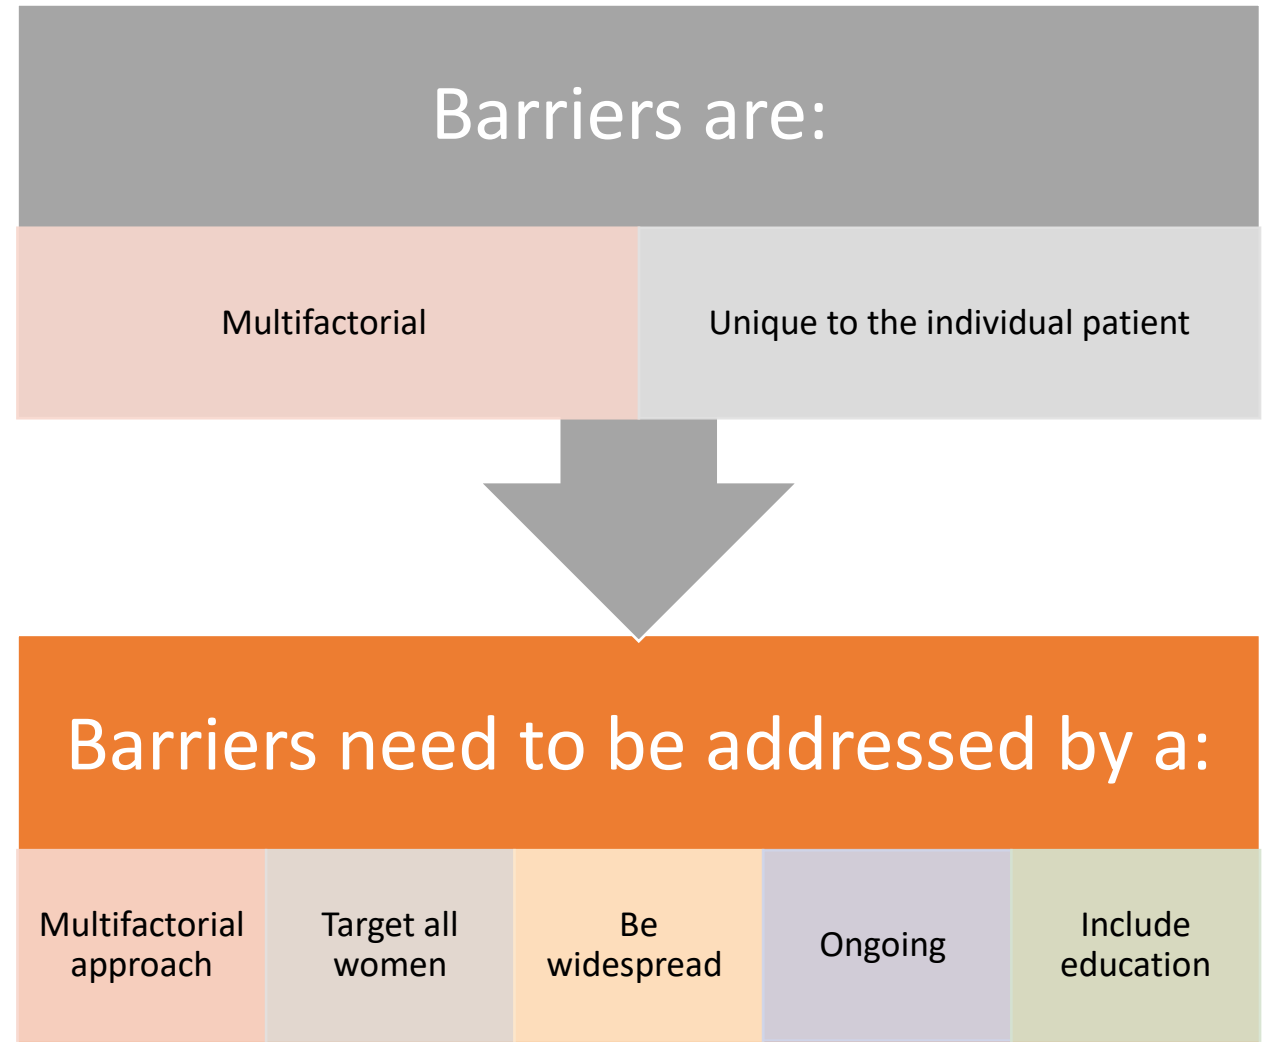 Barriers are:
Multifactorial
Unique to the individual patient
Barriers need to be addressed by a:
Multifactorial
approach
Target all
women
Be
widespread
Ongoing
Include
education